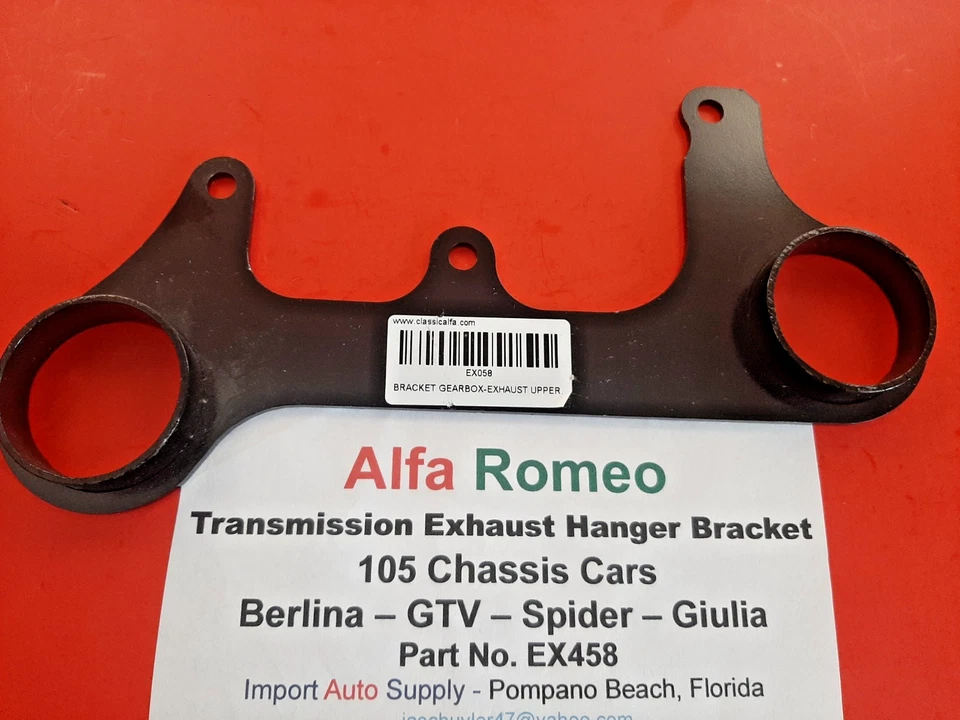 www.classicalfa.com
EX058
BRACKET GEARBOX-EXHAUST UPPER
Alfa Romeo
Transmission Exhaust Hanger Bracket
105 Chassis Cars
Berlina – GTV – Spider – Giulia
Part No. EX458
Import Auto Supply - Pompano Beach, Florida